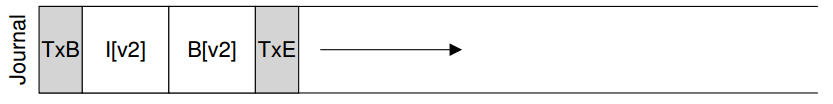 Journal
TxB I[v2] B[v2] TxE